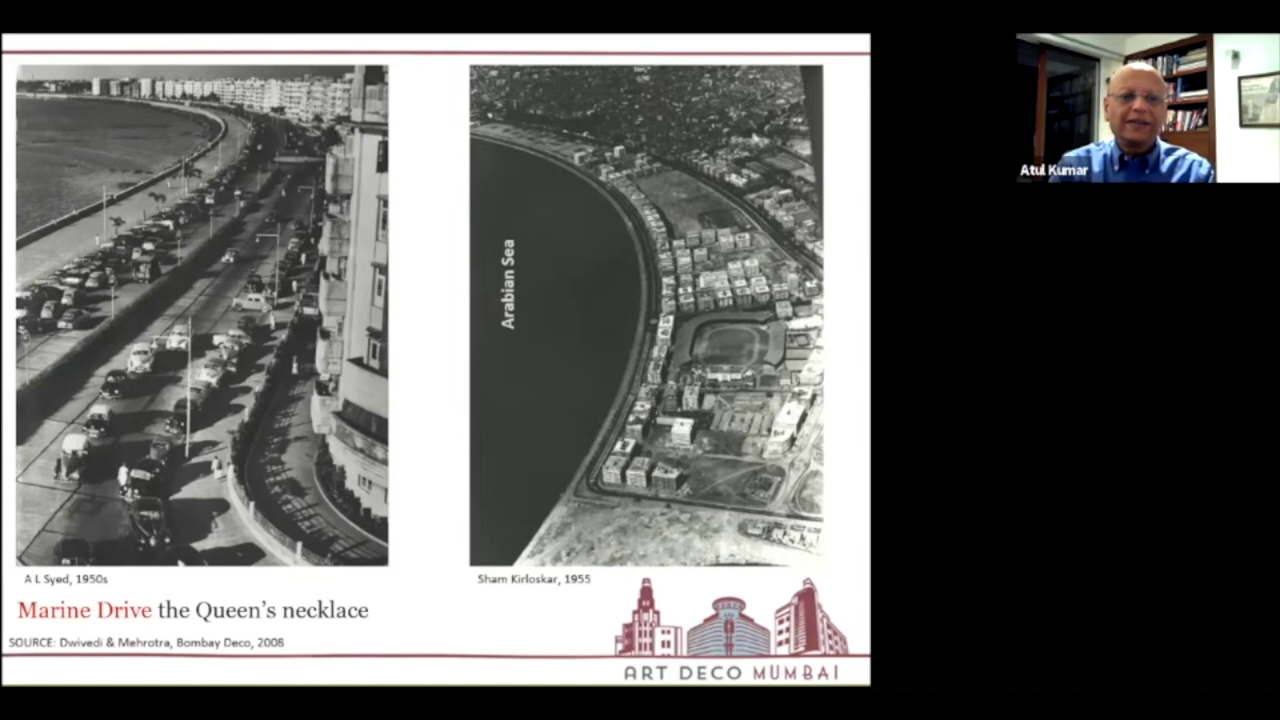 Atul Kumar
Arabian Sea
A L Syed, 1950s
Sham Kirloskar, 1955
Marine Drive the Queen's necklace
SOURCE: Dwivedi & Mehrotra, Bombay Deco, 2008
ART DECO MUMBAI